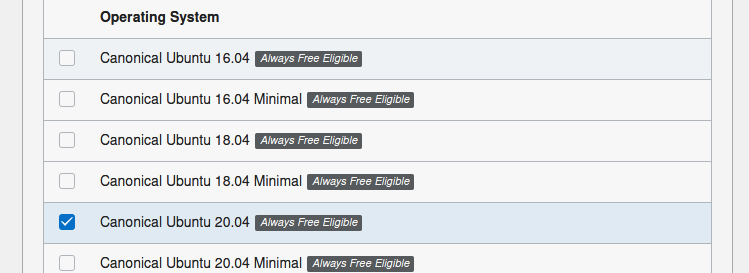 Operating System
Canonical Ubuntu 16.04 Always Free Eligible
Canonical Ubuntu 16.04 Minimal Always Free Eligible
Canonical Ubuntu 18.04 Always Free Eligible
Canonical Ubuntu 18.04 Minimal Always Free Eligible
Canonical Ubuntu 20.04 Always Free Eligible
Canonical Ubuntu 20.04 Minimal Always Free Eligible